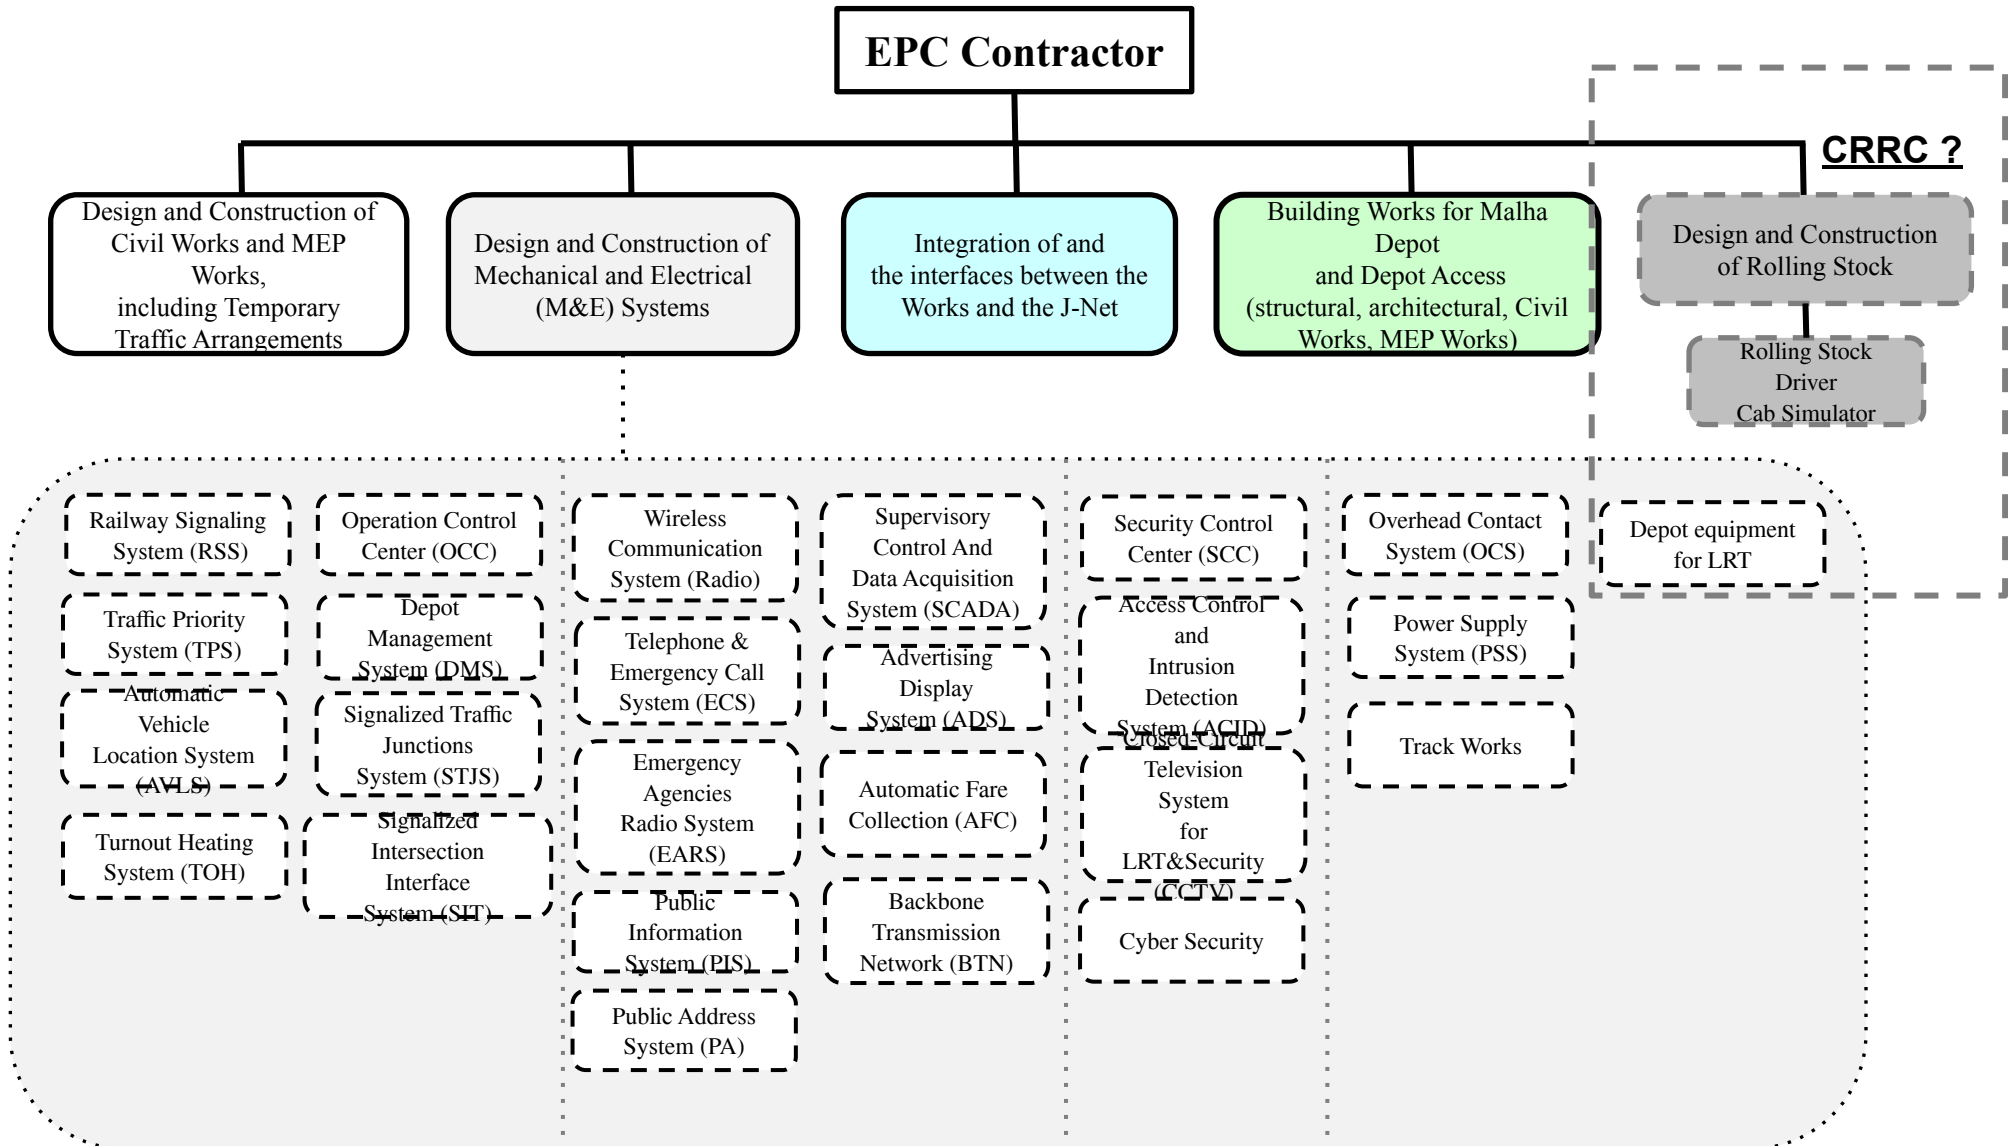 EPC Contractor
CRRC ?
Design and Construction of
Civil Works and MEP
Works,
including Temporary
Traffic Arrangements
Design and Construction of
Mechanical and Electrical
(M&E) Systems
Integration of and
the interfaces between the
Works and the J-Net
Building Works for Malha
Depot
and Depot Access
(structural, architectural, Civil
Works, MEP Works)
Design and Construction
of Rolling Stock
Rolling Stock
Driver
Cab Simulator
Railway Signaling
System (RSS)
Traffic Priority
System (TPS)
Automatic
Vehicle
Location System
(AVLS)
Turnout Heating
System (TOH)
Operation Control
Center (OCC)
Depot
Management
System (DMS)
Signalized Traffic
Junctions
System (STJS)
Signalized
Intersection
Interface
System (SIT)
Wireless
Communication
System (Radio)
Telephone &
Emergency Call
System (ECS)
Emergency
Agencies
Radio System
(EARS)
Public
Information
System (PIS)
Public Address
System (PA)
Supervisory
Control And
Data Acquisition
System (SCADA)
Advertising
Display
System (ADS)
Automatic Fare
Collection (AFC)
Backbone
Transmission
Network (BTN)
Security Control
Center (SCC)
Access Control
and
Intrusion
Detection
System (ACID)
Closed-Circuit
Television
System
for
LRT&Security
(CCTV)
Cyber Security
Overhead Contact
System (OCS)
Power Supply
System (PSS)
Track Works
Depot equipment
for LRT